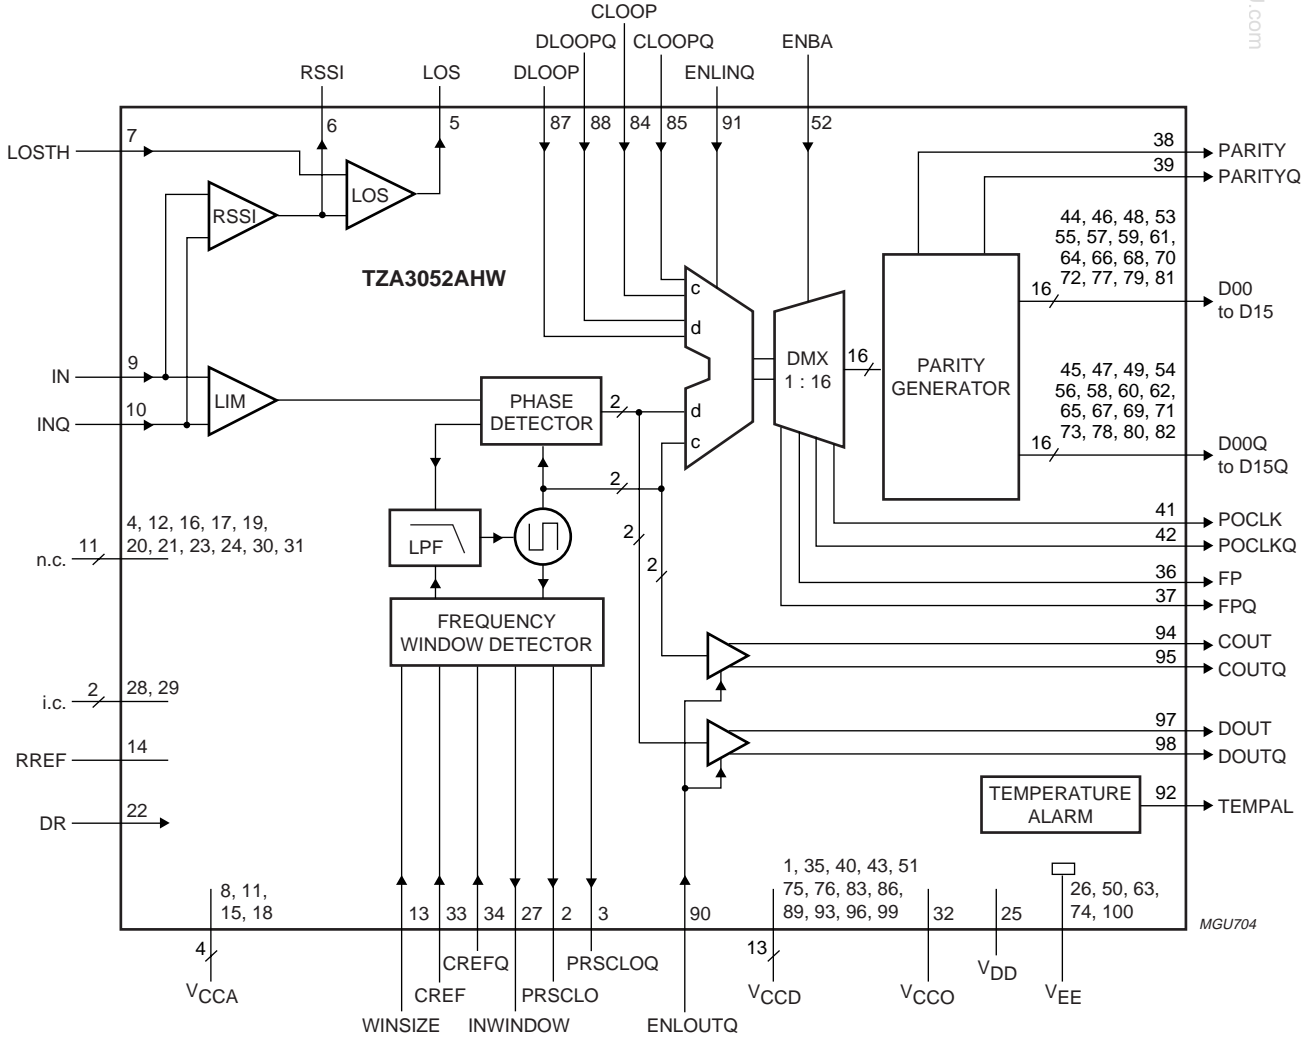 J.com
CLOOP
DLOOPQ CLOOPQ ENBA
RSSI LOS DLOOP ENLINQ
6 5 87 88 84 85 91 52
LOSTH 7
RSSI
LOS
TZA3052AHW
38 PARITY
39 PARITYQ
44, 46, 48, 53
55, 57, 59, 61,
64, 66, 68, 70
72, 77, 79, 81
16 D00
to D15
c
d
d
c
DMX
1 : 16
16
PARITY
GENERATOR
45, 47, 49, 54
56, 58, 60, 62,
65, 67, 69, 71
73, 78, 80, 82
16 D00Q
to D15Q
IN 9
INQ 10
LIM
PHASE
DETECTOR
2
2
2
2
LPF
FREQUENCY
WINDOW DETECTOR
n.c. 11
4, 12, 16, 17, 19,
20, 21, 23, 24, 30, 31
i.c. 2 28, 29
RREF 14
DR 22
41 POCLK
42 POCLKQ
36 FP
37 FPQ
94 COUT
95 COUTQ
97 DOUT
98 DOUTQ
TEMPERATURE
ALARM
92 TEMPAL
8, 11,
15, 18
4
VCCA
13 33 34 27 2 3 90
CREFQ PRSCLOQ
CREF PRSCLO
WINSIZE INWINDOW ENLOUTQ
1, 35, 40, 43, 51
75, 76, 83, 86,
89, 93, 96, 99
13
VCCD
32
VCCO
25
VDD
26, 50, 63,
74, 100
VEE
MGU704